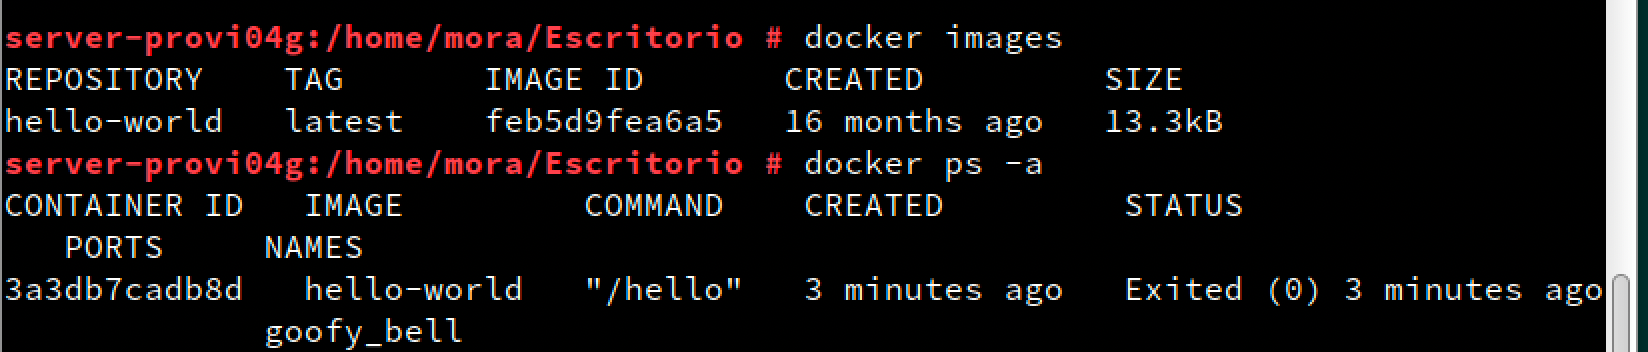 server-provi04g:/home/mora/Escritorio # docker images
REPOSITORY    TAG       IMAGE ID       CREATED         SIZE
hello-world   latest    feb5d9fea6a5   16 months ago   13.3kB
server-provi04g:/home/mora/Escritorio # docker ps -a
CONTAINER ID   IMAGE         COMMAND    CREATED         STATUS
   PORTS     NAMES
3a3db7cadb8d   hello-world   "/hello"   3 minutes ago   Exited (0) 3 minutes ago
             goofy_bell